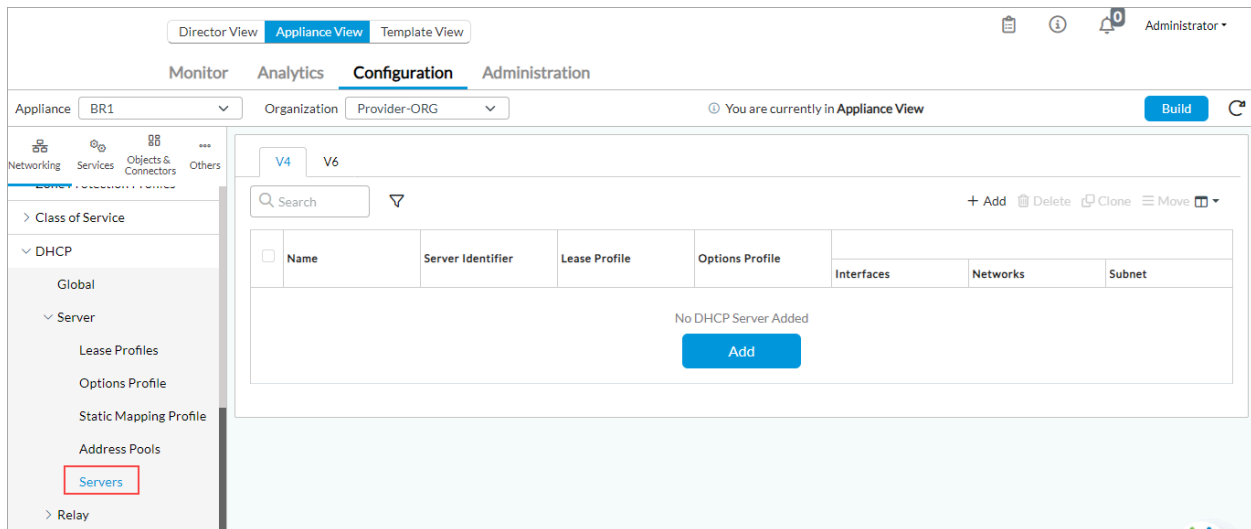 Director View Appliance View Template View
0
Administrator
Monitor Analytics Configuration Administration
Appliance BR1 Organization Provider-ORG You are currently in Appliance View Build
Networking Services Objects & Connectors Others
Zone Protection Profiles
Class of Service
DHCP
Global
Server
Lease Profiles
Options Profile
Static Mapping Profile
Address Pools
Servers
Relay
V4 V6
Search + Add Delete Clone Move
Name Server Identifier Lease Profile Options Profile Interfaces Networks Subnet
No DHCP Server Added
Add